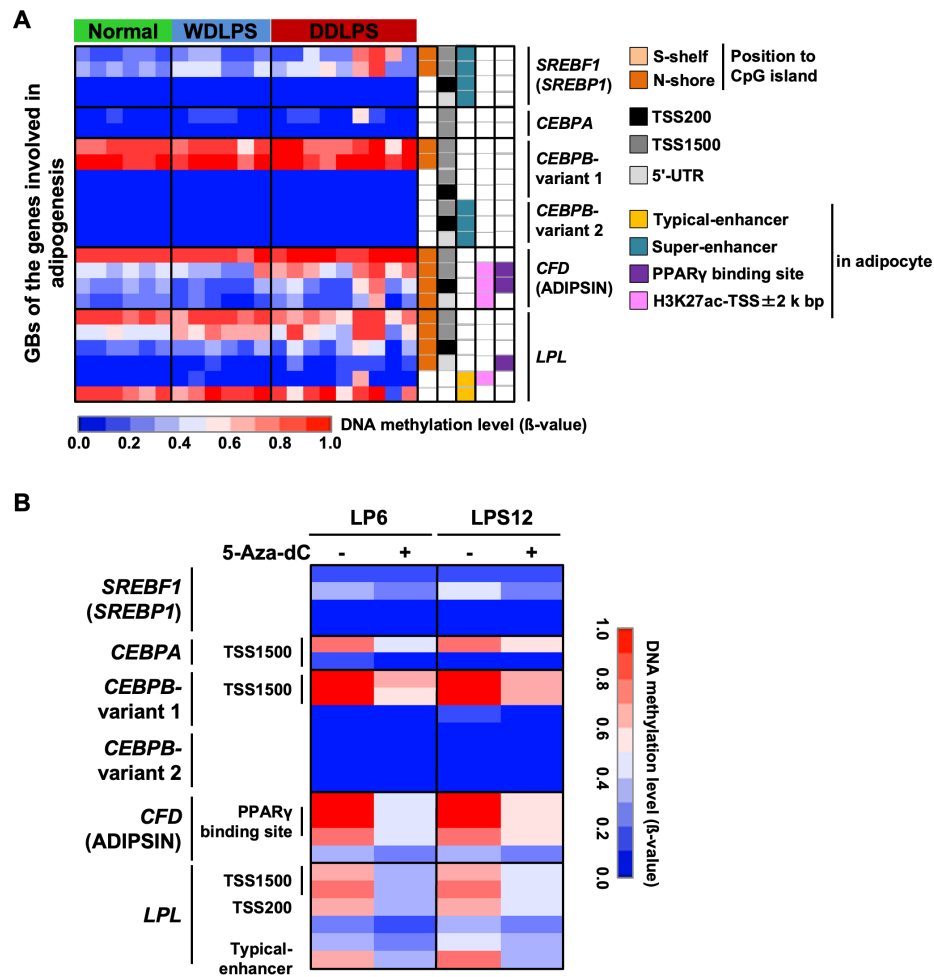 A
Normal
WDLPS
DDLPS
GBs of the genes involved in
adipogenesis
SREBF1
(SREBP1)
CEBPA
CEBPB-
variant 1
CEBPB-
variant 2
CFD
(ADIPSIN)
LPL
S-shelf
N-shore
Position to
CpG island
TSS200
TSS1500
5'-UTR
Typical-enhancer
Super-enhancer
PPARγ binding site
H3K27ac-TSS±2 k bp
in adipocyte
DNA methylation level (ß-value)
0.0 0.2 0.4 0.6 0.8 1.0
B
LP6 LPS12
5-Aza-dC - + - +
SREBF1
(SREBP1)
CEBPA
TSS1500
CEBPB-
variant 1
TSS1500
CEBPB-
variant 2
CFD
(ADIPSIN)
PPARγ
binding site
LPL
TSS1500
TSS200
Typical-
enhancer
1.0 0.8 0.6 0.4 0.2 0.0
DNA methylation level (ß-value)